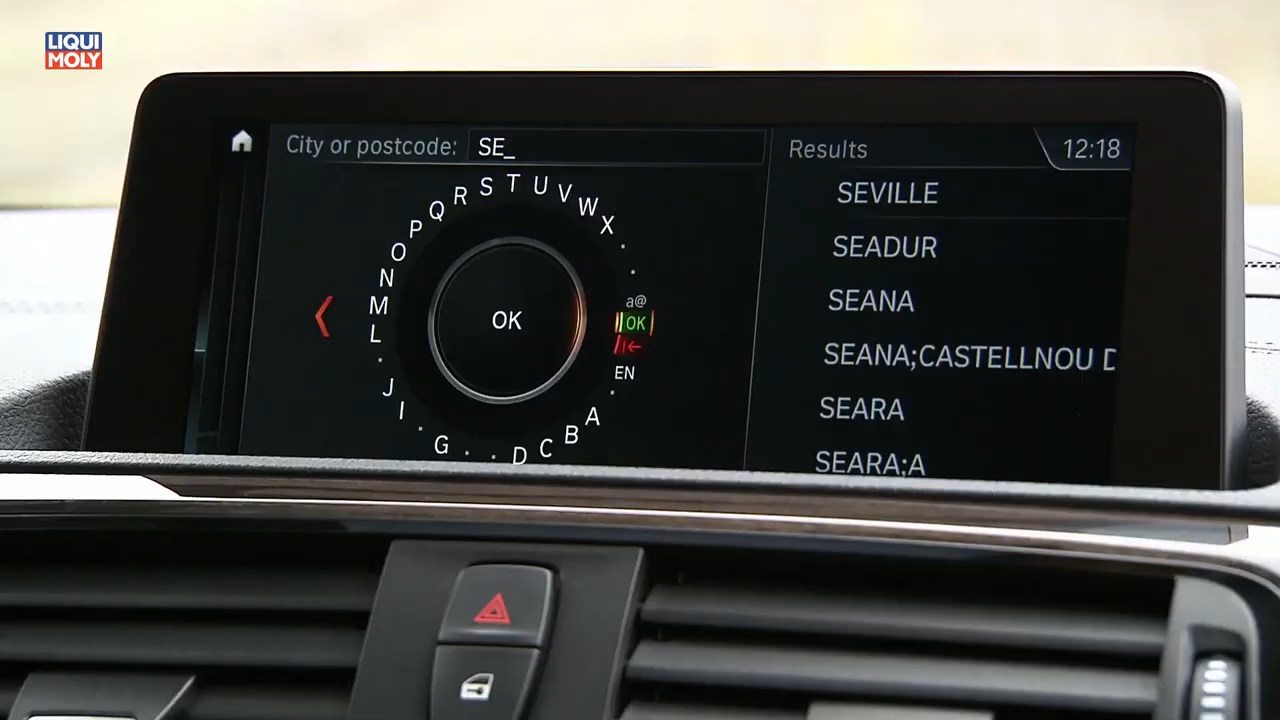 LIQUI
MOLY
City or postcode: SE_
Results
12:18
SEVILLE
SEADUR
SEANA
SEANA;CASTELLNOU D
SEARA
SEARA;A
OK
A B C D G I J L M N O P Q R S T U V W X
a@
OK
EN